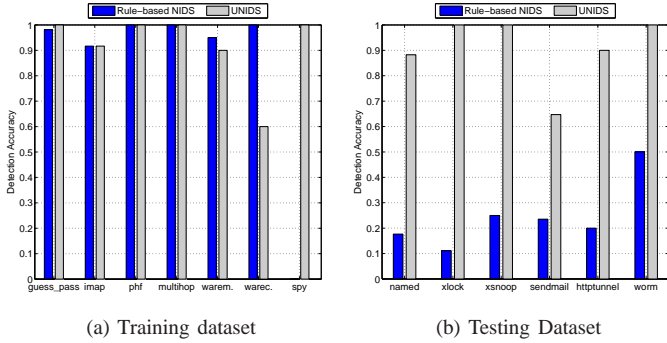 Rule-based NIDS UNIDS
Detection Accuracy
1
0.9
0.8
0.7
0.6
0.5
0.4
0.3
0.2
0.1
0
guess_pass imap phf multihop warem. warec. spy
(a) Training dataset
Rule-based NIDS UNIDS
Detection Accuracy
1
0.9
0.8
0.7
0.6
0.5
0.4
0.3
0.2
0.1
0
named xlock xsnoop sendmail httptunnel worm
(b) Testing Dataset